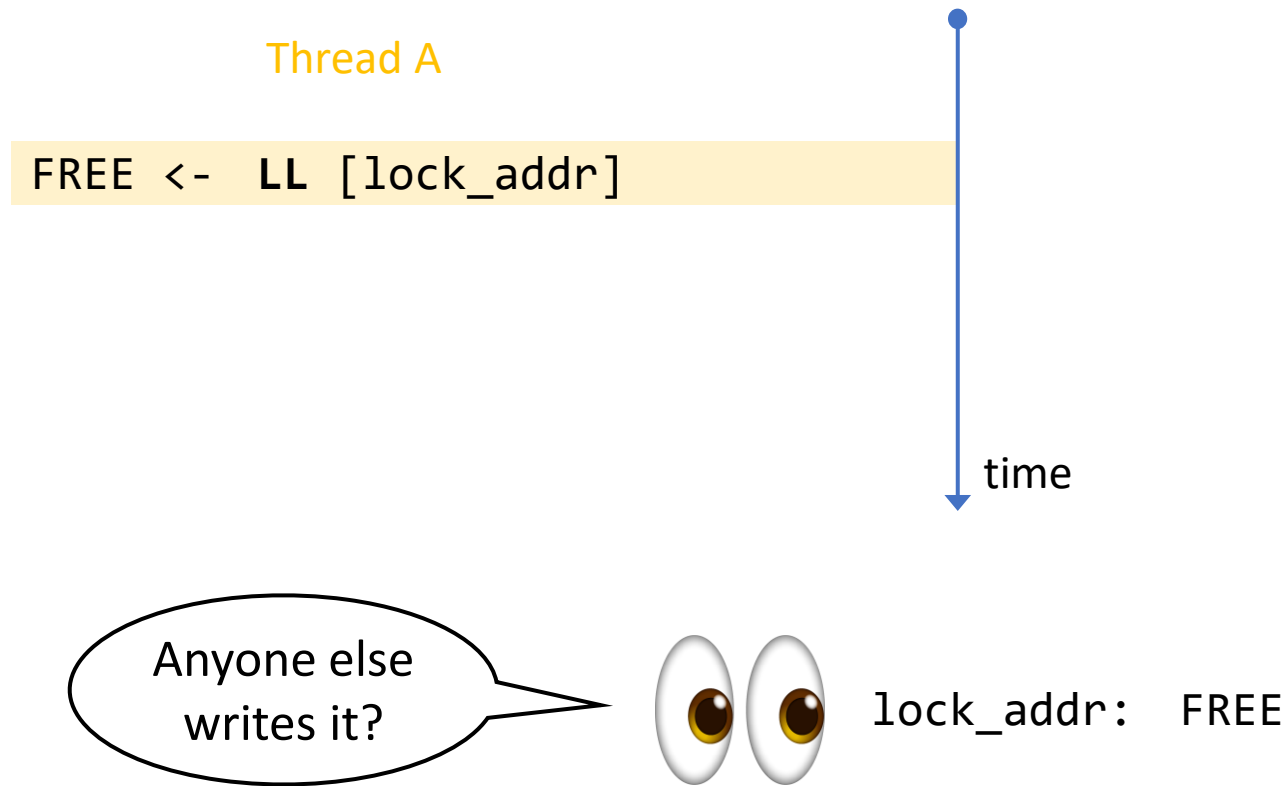 Thread A
FREE <- LL [lock_addr]
time
Anyone else
writes it?
lock_addr: FREE